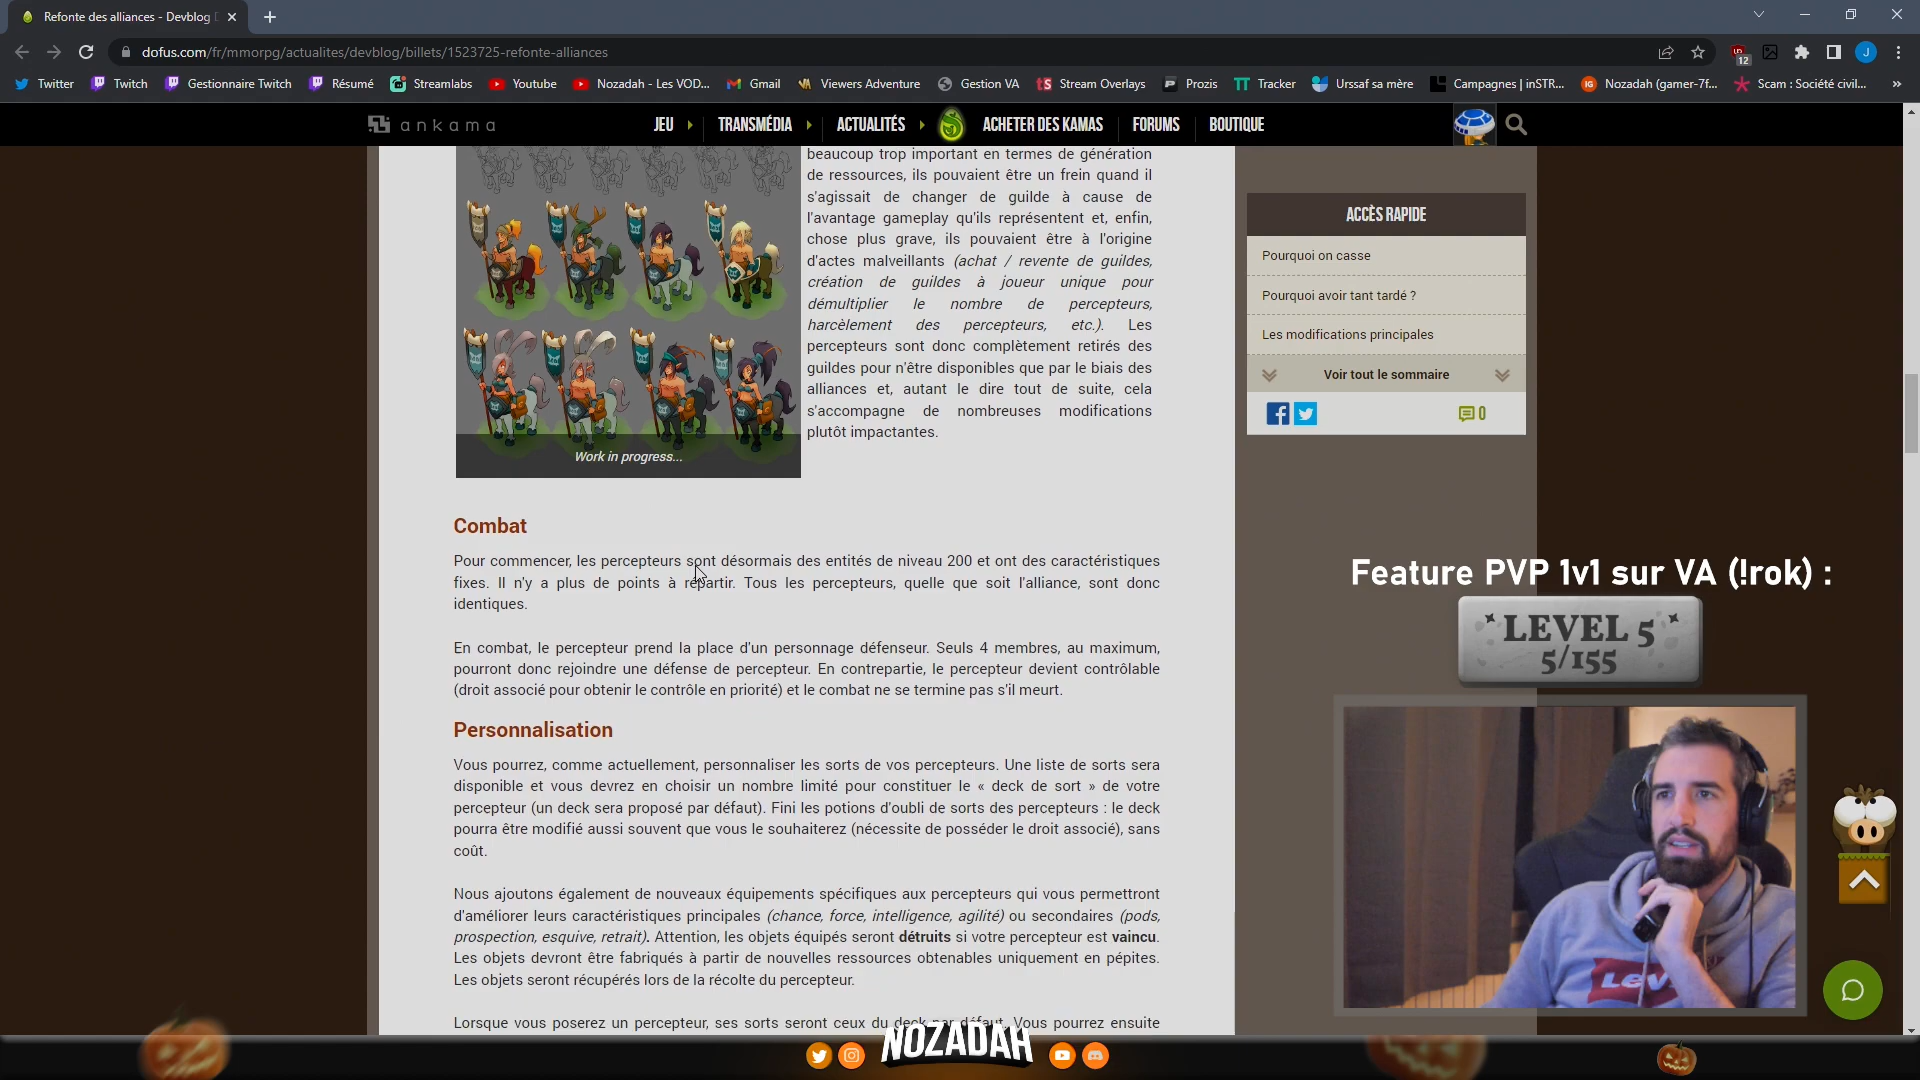 Refonte des alliances - Devblog
dofus.com/fr/mmorpg/actualites/devblog/billets/1523725-refonte-alliances
12
J
Twitter
Twitch
Gestionnaire Twitch
Résumé
Streamlabs
Youtube
Nozadah - Les VOD...
Gmail
Viewers Adventure
Gestion VA
Stream Overlays
Prozis
Tracker
Urssaf sa mère
Campagnes | inSTR...
Nozadah (gamer-7f...
Scam : Société civil...
»
ankama
JEU
TRANSMÉDIA
ACTUALITÉS
ACHETER DES KAMAS
FORUMS
BOUTIQUE
beaucoup trop important en termes de génération
de ressources, ils pouvaient être un frein quand il
s'agissait de changer de guilde à cause de
l'avantage gameplay qu'ils représentent et, enfin,
chose plus grave, ils pouvaient être à l'origine
d'actes malveillants (achat / revente de guildes,
création de guildes à joueur unique pour
démultiplier le nombre de percepteurs,
harcèlement des percepteurs, etc.). Les
percepteurs sont donc complètement retirés des
guildes pour n'être disponibles que par le biais des
alliances et, autant le dire tout de suite, cela
s'accompagne de nombreuses modifications
plutôt impactantes.
Work in progress...
Combat
Pour commencer, les percepteurs sont désormais des entités de niveau 200 et ont des caractéristiques
fixes. Il n'y a plus de points à répartir. Tous les percepteurs, quelle que soit l'alliance, sont donc
identiques.
En combat, le percepteur prend la place d'un personnage défenseur. Seuls 4 membres, au maximum,
pourront donc rejoindre une défense de percepteur. En contrepartie, le percepteur devient contrôlable
(droit associé pour obtenir le contrôle en priorité) et le combat ne se termine pas s'il meurt.
Personnalisation
Vous pourrez, comme actuellement, personnaliser les sorts de vos percepteurs. Une liste de sorts sera
disponible et vous devrez en choisir un nombre limité pour constituer le « deck de sort » de votre
percepteur (un deck sera proposé par défaut). Fini les potions d'oubli de sorts des percepteurs : le deck
pourra être modifié aussi souvent que vous le souhaiterez (nécessite de posséder le droit associé), sans
coût.
Nous ajoutons également de nouveaux équipements spécifiques aux percepteurs qui vous permettront
d'améliorer leurs caractéristiques principales (chance, force, intelligence, agilité) ou secondaires (pods,
prospection, esquive, retrait). Attention, les objets équipés seront détruits si votre percepteur est vaincu.
Les objets devront être fabriqués à partir de nouvelles ressources obtenables uniquement en pépites.
Les objets seront récupérés lors de la récolte du percepteur.
Lorsque vous poserez un percepteur, ses sorts seront ceux du deck par défaut. Vous pourrez ensuite
ACCÈS RAPIDE
Pourquoi on casse
Pourquoi avoir tant tardé ?
Les modifications principales
Voir tout le sommaire
0
Feature PVP 1v1 sur VA (!rok) :
LEVEL 5
5/155
Levi
NOZADAH